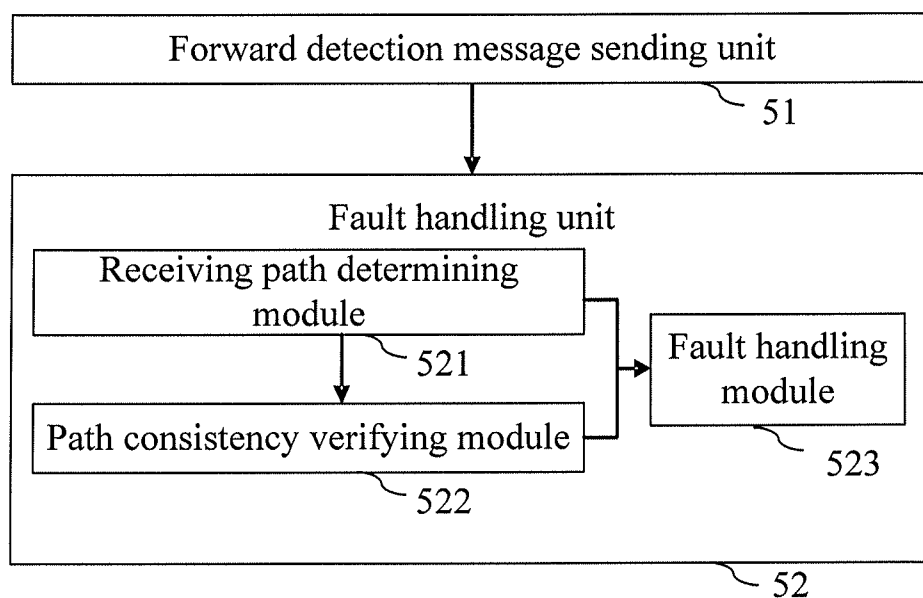 Forward detection message sending unit
51
Fault handling unit
Receiving path determining
module
521
Fault handling
module
523
Path consistency verifying module
522
52